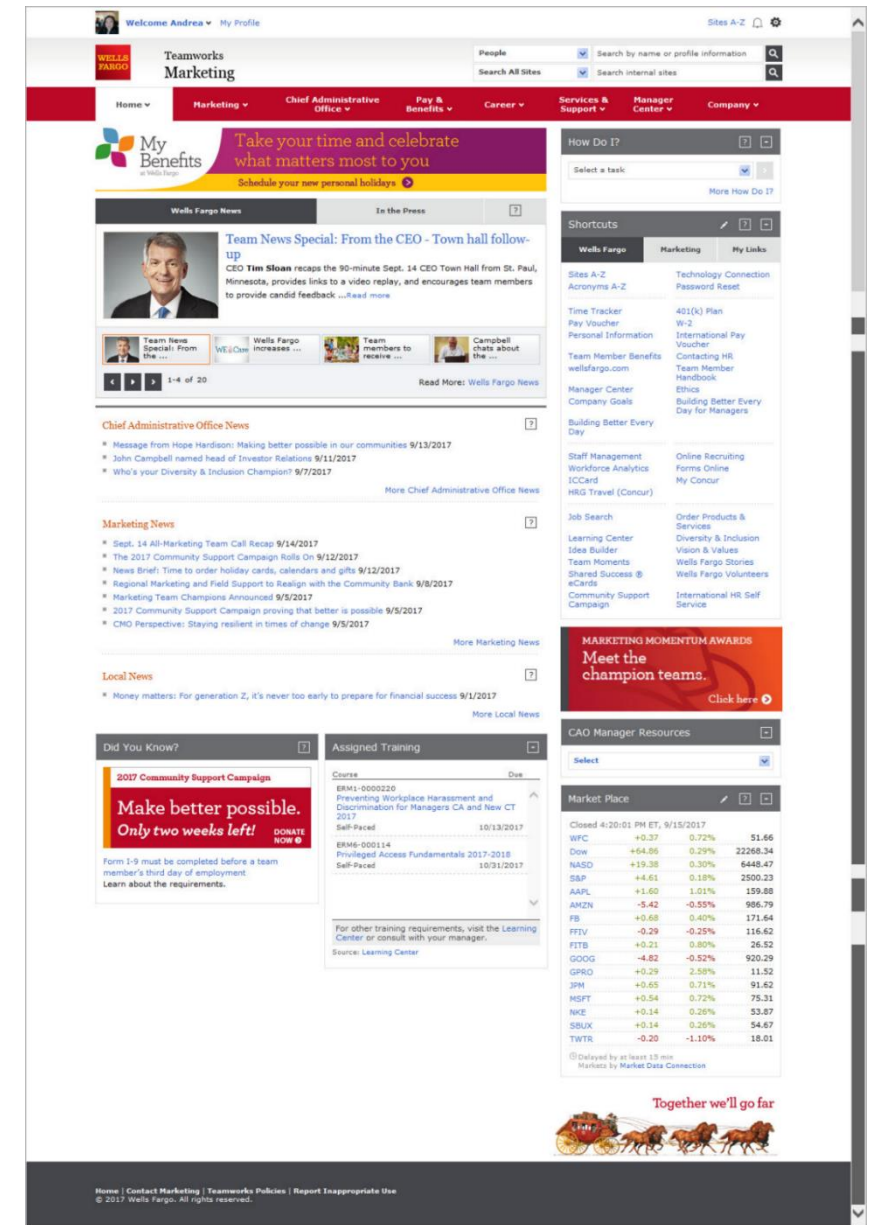 Welcome Andrea My Profile
Sites A-Z
WELLS
FARGO
Teamworks
Marketing
People
Search by name or profile information
Search All Sites
Search internal sites
Home
Marketing
Chief Administrative
Office
Pay &
Benefits
Career
Services &
Support
Manager
Center
Company
My
Benefits
at Wells Fargo
Take your time and celebrate
what matters most to you
Schedule your new personal holidays
Wells Fargo News
In the Press
?
Team News Special: From the CEO - Town hall follow-
up
CEO Tim Sloan recaps the 90-minute Sept. 14 CEO Town Hall from St. Paul,
Minnesota, provides links to a video replay, and encourages team members
to provide candid feedback ...Read more
Team News
Special: From
the ...
WE Care
Wells Fargo
increases ...
Team
members to
receive ...
Campbell
chats about
the ...
1-4 of 20
Read More: Wells Fargo News
Chief Administrative Office News
?
Message from Hope Hardison: Making better possible in our communities 9/13/2017
John Campbell named head of Investor Relations 9/11/2017
Who's your Diversity & Inclusion Champion? 9/7/2017
More Chief Administrative Office News
Marketing News
?
Sept. 14 All-Marketing Team Call Recap 9/14/2017
The 2017 Community Support Campaign Rolls On 9/12/2017
News Brief: Time to order holiday cards, calendars and gifts 9/12/2017
Regional Marketing and Field Support to Realign with the Community Bank 9/8/2017
Marketing Team Champions Announced 9/5/2017
2017 Community Support Campaign proving that better is possible 9/5/2017
CMO Perspective: Staying resilient in times of change 9/5/2017
More Marketing News
Local News
?
Money matters: For generation Z, it's never too early to prepare for financial success 9/1/2017
More Local News
Did You Know?
?
2017 Community Support Campaign
Make better possible.
Only two weeks left!
DONATE
NOW
Form I-9 must be completed before a team
member's third day of employment
Learn about the requirements.
Assigned Training
Course Due
ERM1-0000220
Preventing Workplace Harassment and
Discrimination for Managers CA and New CT
2017
Self-Paced 10/13/2017
ERM6-000114
Privileged Access Fundamentals 2017-2018
Self-Paced 10/31/2017
For other training requirements, visit the Learning
Center or consult with your manager.
Source: Learning Center
How Do I?
?
Select a task
More How Do I?
Shortcuts
?
Wells Fargo
Marketing
My Links
Sites A-Z Technology Connection
Acronyms A-Z Password Reset
Time Tracker 401(k) Plan
Pay Voucher W-2
Personal Information International Pay
Voucher
Team Member Benefits Contacting HR
wellsfargo.com Team Member
Handbook
Manager Center Ethics
Company Goals Building Better Every
Day for Managers
Building Better Every
Day
Staff Management Online Recruiting
Workforce Analytics Forms Online
ICCard My Concur
HRG Travel (Concur)
Job Search Order Products &
Services
Learning Center Diversity & Inclusion
Idea Builder Vision & Values
Team Moments Wells Fargo Stories
Shared Success ® Wells Fargo Volunteers
eCards
Community Support International HR Self
Campaign Service
MARKETING MOMENTUM AWARDS
Meet the
champion teams.
Click here
CAO Manager Resources
Select
Market Place
?
Closed 4:20:01 PM ET, 9/15/2017
WFC +0.37 0.72% 51.66
Dow +64.86 0.29% 22268.34
NASD +19.38 0.30% 6448.47
S&P +4.61 0.18% 2500.23
AAPL +1.60 1.01% 159.88
AMZN -5.42 -0.55% 986.79
FB +0.68 0.40% 171.64
FFIV -0.29 -0.25% 116.62
FITB +0.21 0.80% 26.52
GOOG -4.82 -0.52% 920.29
GPRO +0.29 2.58% 11.52
JPM +0.65 0.71% 91.62
MSFT +0.54 0.72% 75.31
NKE +0.14 0.26% 53.87
SBUX +0.14 0.26% 54.67
TWTR -0.20 -1.10% 18.01
Delayed by at least 15 min
Markets by Market Data Connection
Together we'll go far
Home | Contact Marketing | Teamworks Policies | Report Inappropriate Use
© 2017 Wells Fargo. All rights reserved.